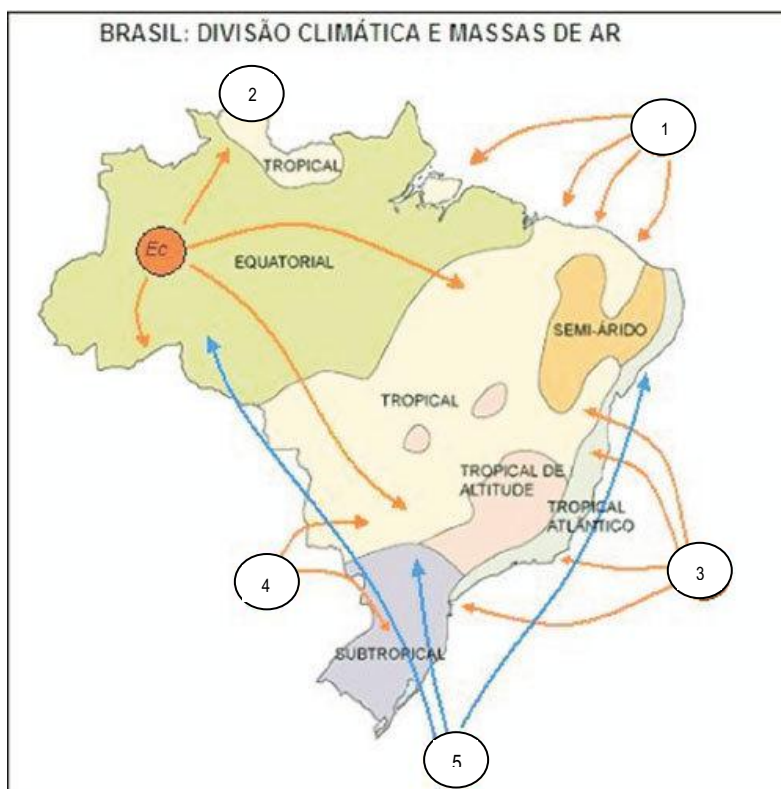 BRASIL: DIVISÃO CLIMÁTICA E MASSAS DE AR
2
1
TROPICAL
Ec
EQUATORIAL
SEMI-ÁRIDO
TROPICAL
TROPICAL DE
ALTITUDE
TROPICAL
ATLÂNTICO
4
3
SUBTROPICAL
5